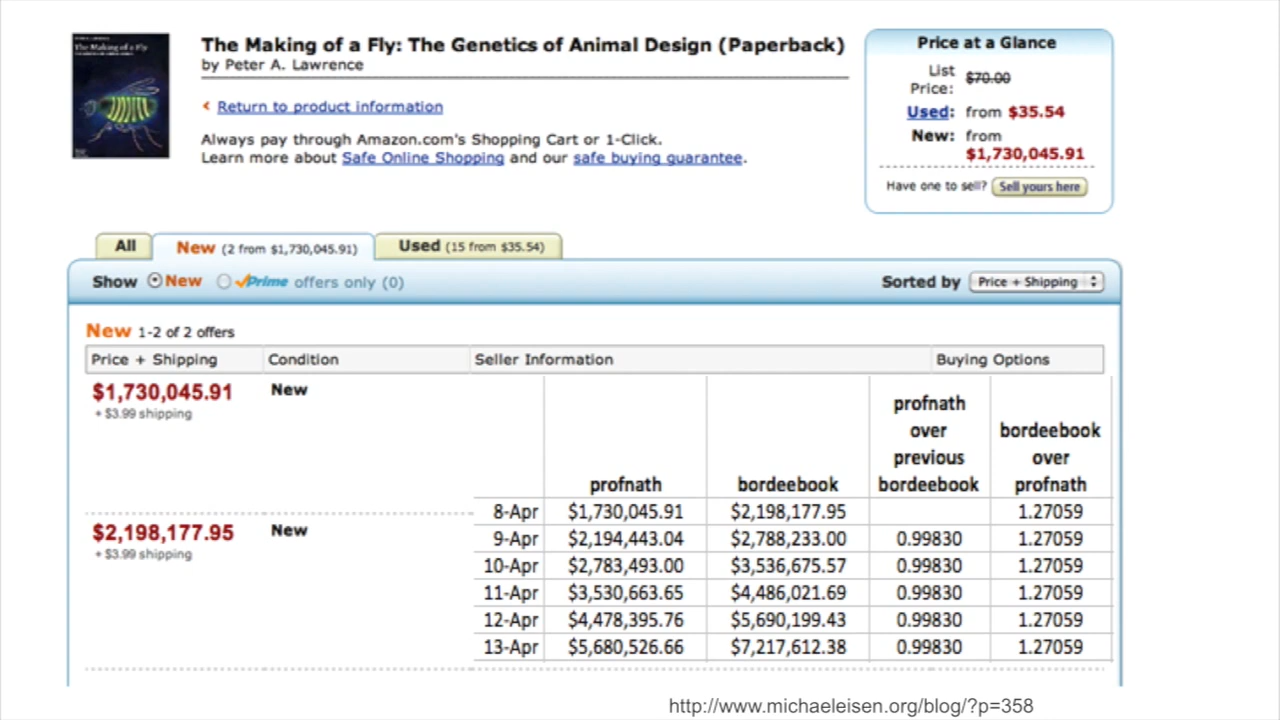 The Making of a Fly
The Making of a Fly: The Genetics of Animal Design (Paperback)
by Peter A. Lawrence
Return to product information
Always pay through Amazon.com's Shopping Cart or 1-Click.
Learn more about Safe Online Shopping and our safe buying guarantee.
Price at a Glance
List Price: $70.00
Used: from $35.54
New: from
$1,730,045.91
Have one to sell? Sell yours here
All New (2 from $1,730,045.91) Used (15 from $35.54)
Show New Prime offers only (0) Sorted by Price + Shipping
New 1-2 of 2 offers
Price + Shipping Condition Seller Information Buying Options
$1,730,045.91 New
+ $3.99 shipping
$2,198,177.95 New
+ $3.99 shipping
profnath bordeebook profnath over previous bordeebook bordeebook over profnath
8-Apr $1,730,045.91 $2,198,177.95 1.27059
9-Apr $2,194,443.04 $2,788,233.00 0.99830 1.27059
10-Apr $2,783,493.00 $3,536,675.57 0.99830 1.27059
11-Apr $3,530,663.65 $4,486,021.69 0.99830 1.27059
12-Apr $4,478,395.76 $5,690,199.43 0.99830 1.27059
13-Apr $5,680,526.66 $7,217,612.38 0.99830 1.27059
http://www.michaeleisen.org/blog/?p=358